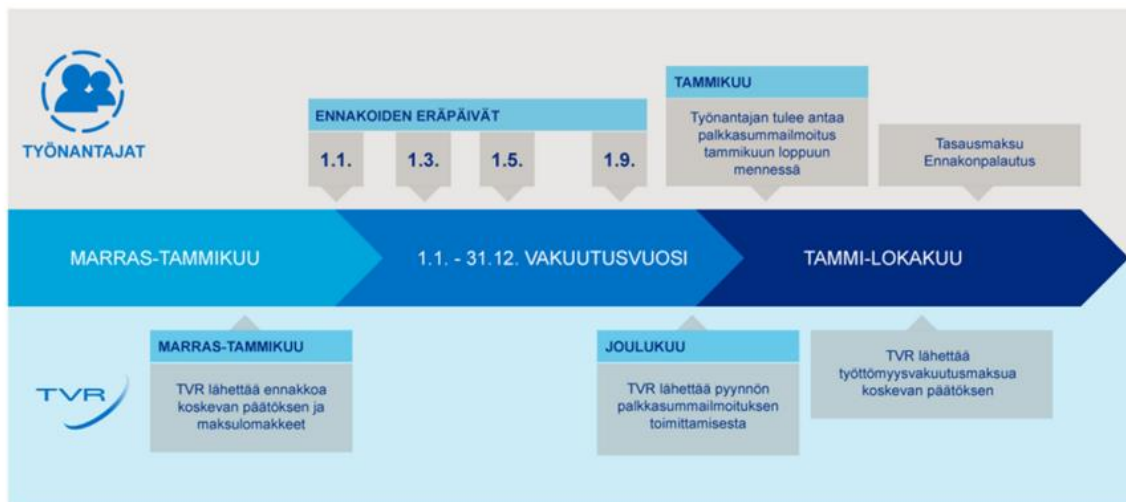 TYÖNANTAJAT
ENNAKOIDEN ERÄPÄIVÄT
1.1.
1.3.
1.5.
1.9.
TAMMIKUU
Työnantajan tulee antaa
palkkasummailmoitus
tammikuun loppuun
mennessä
Tasausmaksu
Ennakonpalautus
MARRAS-TAMMIKUU
1.1. - 31.12. VAKUUTUSVUOSI
TAMMI-LOKAKUU
TVR
MARRAS-TAMMIKUU
TVR lähettää ennakkoa
koskevan päätöksen ja
maksulomakkeet
JOULUKUU
TVR lähettää pyynnön
palkkasummailmoituksen
toimittamisesta
TVR lähettää
työttömyysvakuutusmaksua
koskevan päätöksen